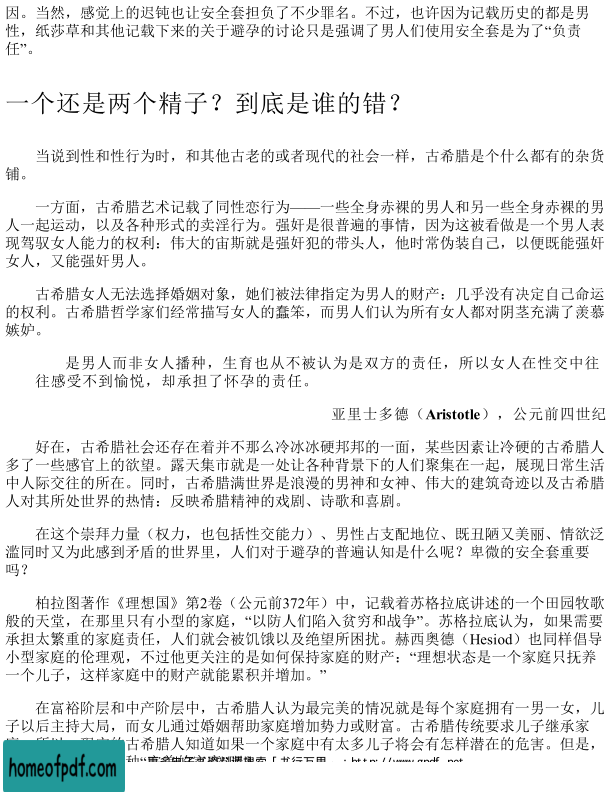 因。当然，感觉上的迟钝也让安全套担负了不少罪名。不过，也许因为记载历史的都是男
性，纸莎草和其他记载下来的关于避孕的讨论只是强调了男人们使用安全套是为了“负责
任”。
一个还是两个精子？到底是谁的错？
当说到性和性行为时，和其他古老的或者现代的社会一样，古希腊是个什么都有的杂货
铺。
一方面，古希腊艺术记载了同性恋行为——一些全身赤裸的男人和另一些全身赤裸的男
人一起运动，以及各种形式的卖淫行为。强奸是很普遍的事情，因为这被看做是一个男人表
现驾驭女人能力的权利：伟大的宙斯就是强奸犯的带头人，他时常伪装自己，以便既能强奸
女人，又能强奸男人。
古希腊女人无法选择婚姻对象，她们被法律指定为男人的财产：几乎没有决定自己命运
的权利。古希腊哲学家们经常描写女人的蠢笨，而男人们认为所有女人都对阴茎充满了羡慕
嫉妒。
是男人而非女人播种，生育也从不被认为是双方的责任，所以女人在性交中往
往感受不到愉悦，却承担了怀孕的责任。
亚里士多德（Aristotle），公元前四世纪
好在，古希腊社会还存在着并不那么冷冰冰硬邦邦的一面，某些因素让冷硬的古希腊人
多了一些感官上的欲望。露天集市就是一处让各种背景下的人们聚集在一起，展现日常生活
中人际交往的所在。同时，古希腊满世界是浪漫的男神和女神、伟大的建筑奇迹以及古希腊
人对其所处世界的热情：反映希腊精神的戏剧、诗歌和喜剧。
在这个崇拜力量（权力，也包括性交能力）、男性占支配地位、既丑陋又美丽、情欲泛
滥同时又为此感到矛盾的世界里，人们对于避孕的普遍认知是什么呢？卑微的安全套重要
吗？
柏拉图著作《理想国》第2卷（公元前372年）中，记载着苏格拉底讲述的一个田园牧歌
般的天堂，在那里只有小型的家庭，“以防人们陷入贫穷和战争”。苏格拉底认为，如果需要
承担太繁重的家庭责任，人们就会被饥饿以及绝望所困扰。赫西奥德（Hesiod）也同样倡导
小型家庭的伦理观，不过他更关注的是如何保持家庭的财产：“理想状态是一个家庭只抚养
一个儿子，这样家庭中的财产就能累积并增加。”
在富裕阶层和中产阶层中，古希腊人认为最完美的情况就是每个家庭拥有一男一女，儿
子以后主持大局，而女儿通过婚姻帮助家庭增加势力或财富。古希腊传统要求儿子继承家
古希腊人知道如果一个家庭中有太多儿子将会有怎样潜在的危害。但是，
homeofpdf.com